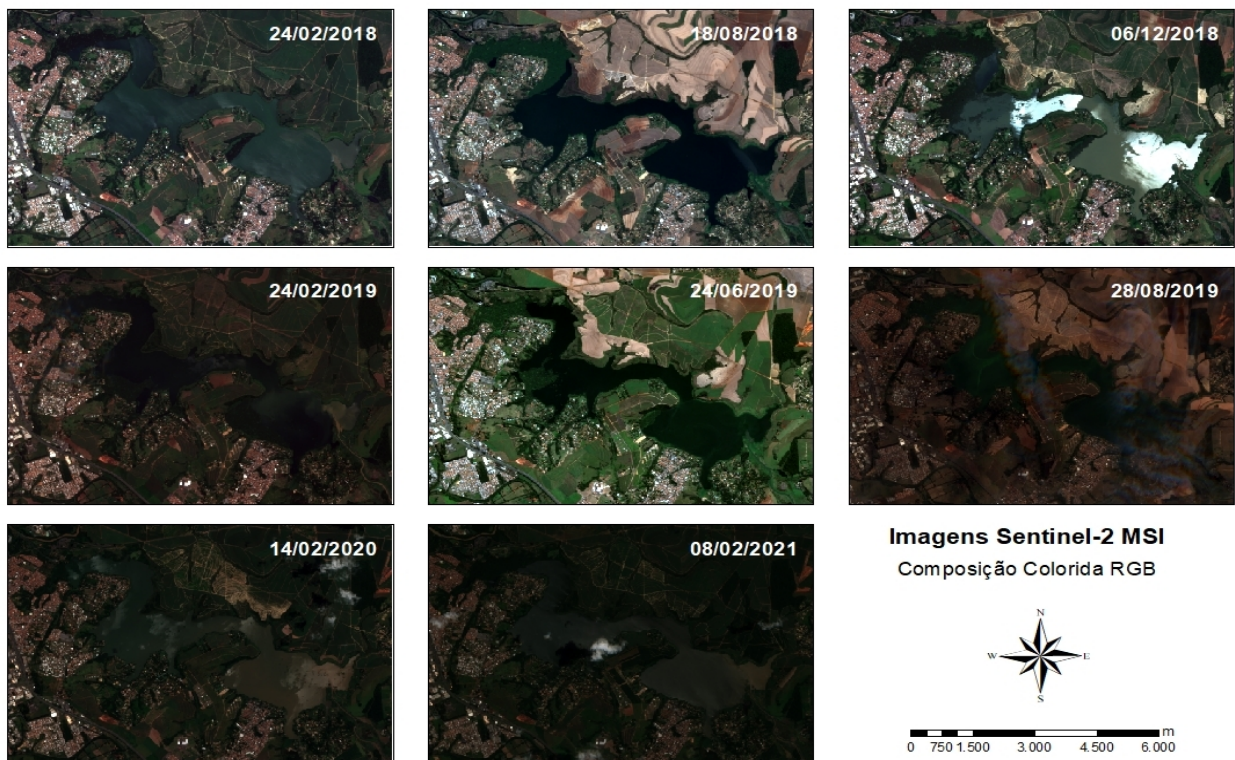 24/02/2018
18/08/2018
06/12/2018
24/02/2019
24/06/2019
28/08/2019
14/02/2020
08/02/2021
Imagens Sentinel-2 MSI
Composição Colorida RGB
N
W E
S
m
0 750 1.500 3.000 4.500 6.000